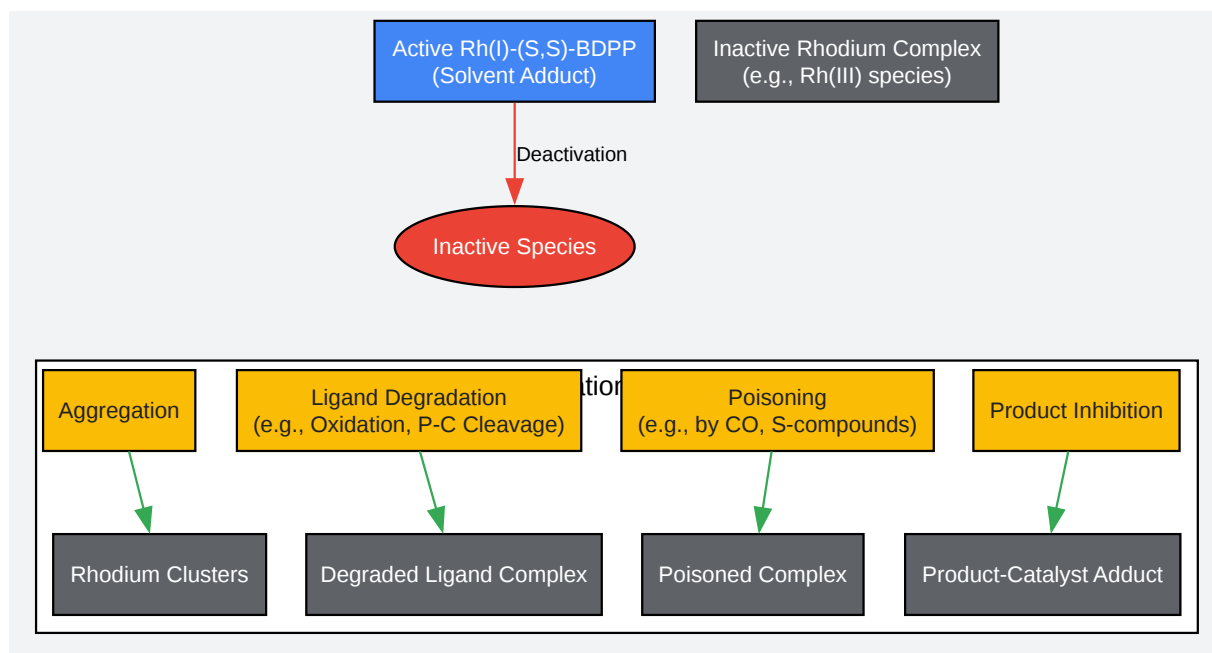 Active Rh(I)-(S,S)-BDPP
(Solvent Adduct)
Inactive Rhodium Complex
(e.g., Rh(III) species)
Deactivation
Inactive Species
Aggregation
Ligand Degradation
(e.g., Oxidation, P-C Cleavage)
Poisoning
(e.g., by CO, S-compounds)
Product Inhibition
Rhodium Clusters
Degraded Ligand Complex
Poisoned Complex
Product-Catalyst Adduct